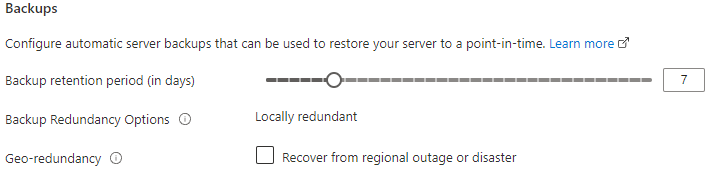 Backups
Configure automatic server backups that can be used to restore your server to a point-in-time. Learn more
Backup retention period (in days) 7
Backup Redundancy Options Locally redundant
Geo-redundancy Recover from regional outage or disaster